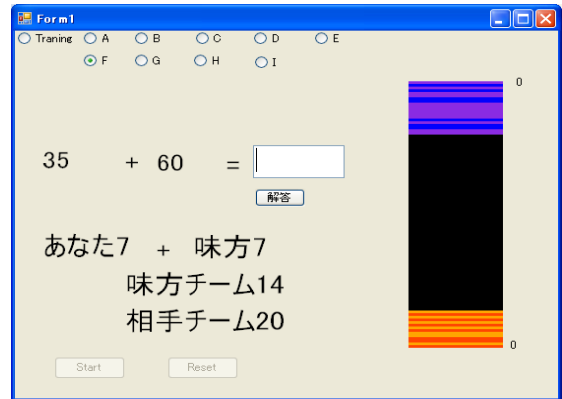 Form1
Traning A B C D E
F G H I
0
35 + 60 =
解答
あなた7 + 味方7
味方チーム14
相手チーム20
0
Start Reset